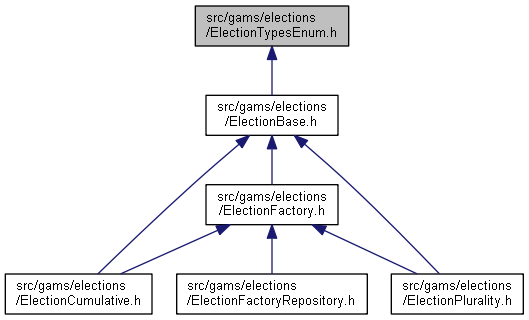 src/gams/elections
/ElectionTypesEnum.h
src/gams/elections
/ElectionBase.h
src/gams/elections
/ElectionFactory.h
src/gams/elections
/ElectionCumulative.h
src/gams/elections
/ElectionFactoryRepository.h
src/gams/elections
/ElectionPlurality.h